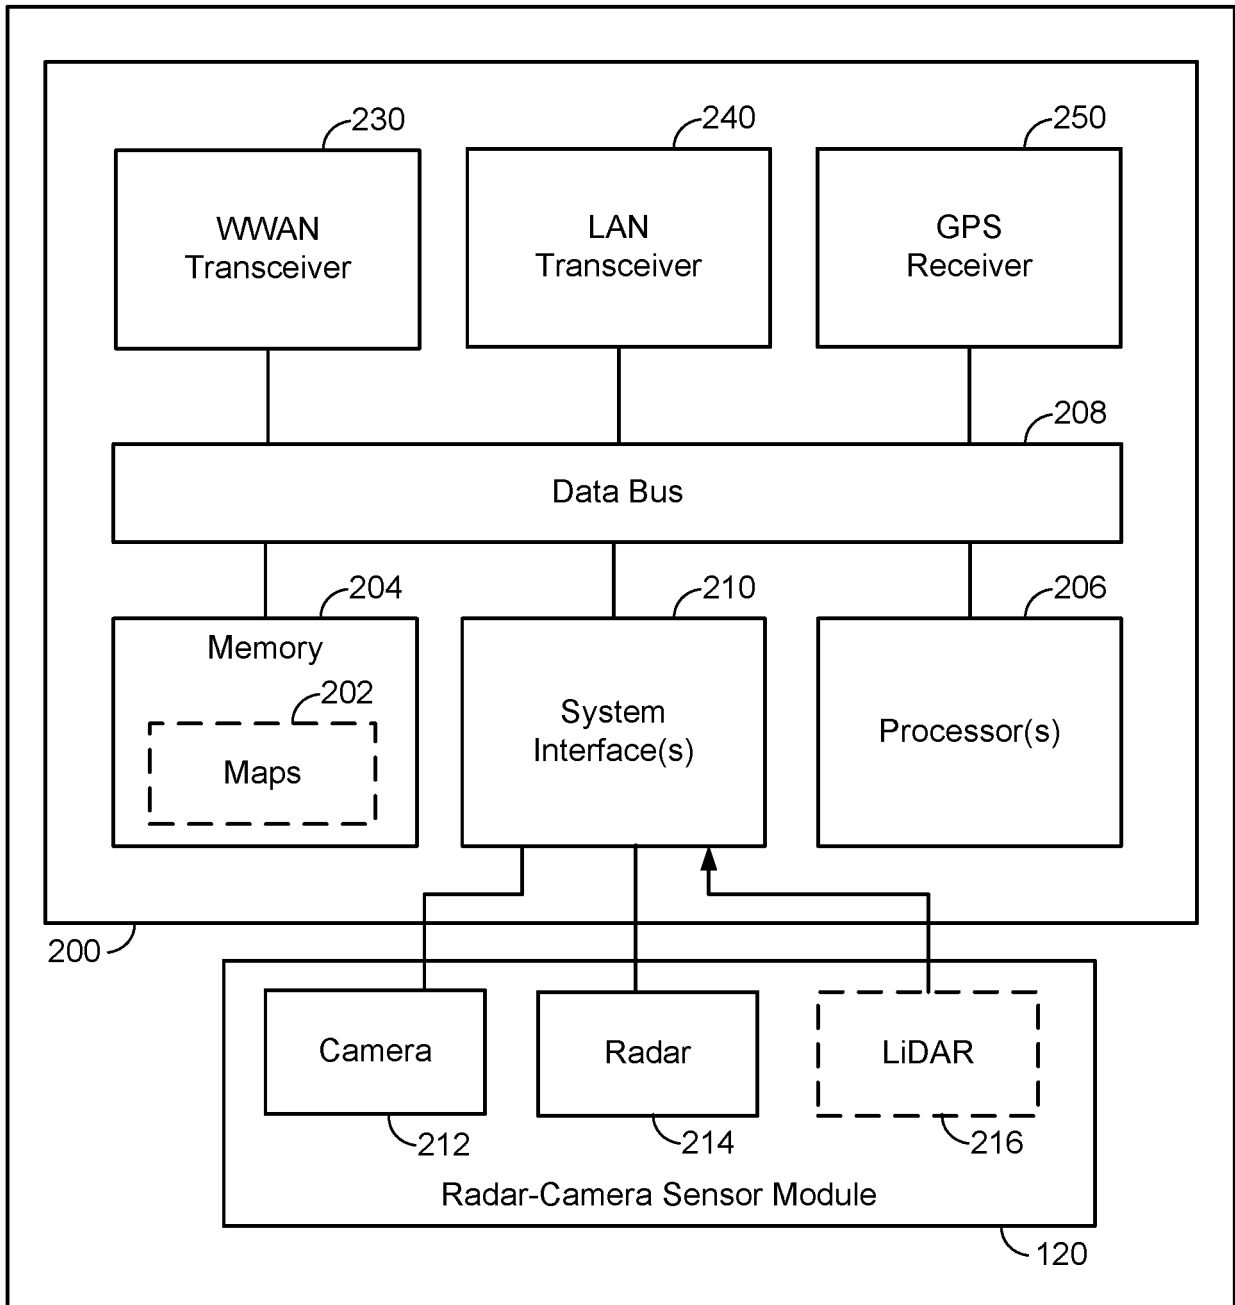 230
240
250
WWAN
Transceiver
LAN
Transceiver
GPS
Receiver
208
Data Bus
204
210
206
Memory
202
Maps
System
Interface(s)
Processor(s)
200
Camera
Radar
LiDAR
212
214
216
Radar-Camera Sensor Module
120